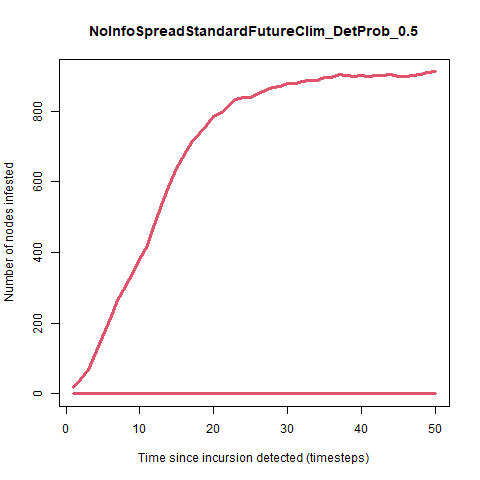 NoInfoSpreadStandardFutureClim_DetProb_0.5
Number of nodes infested
800
600
400
200
0
0 10 20 30 40 50
Time since incursion detected (timesteps)